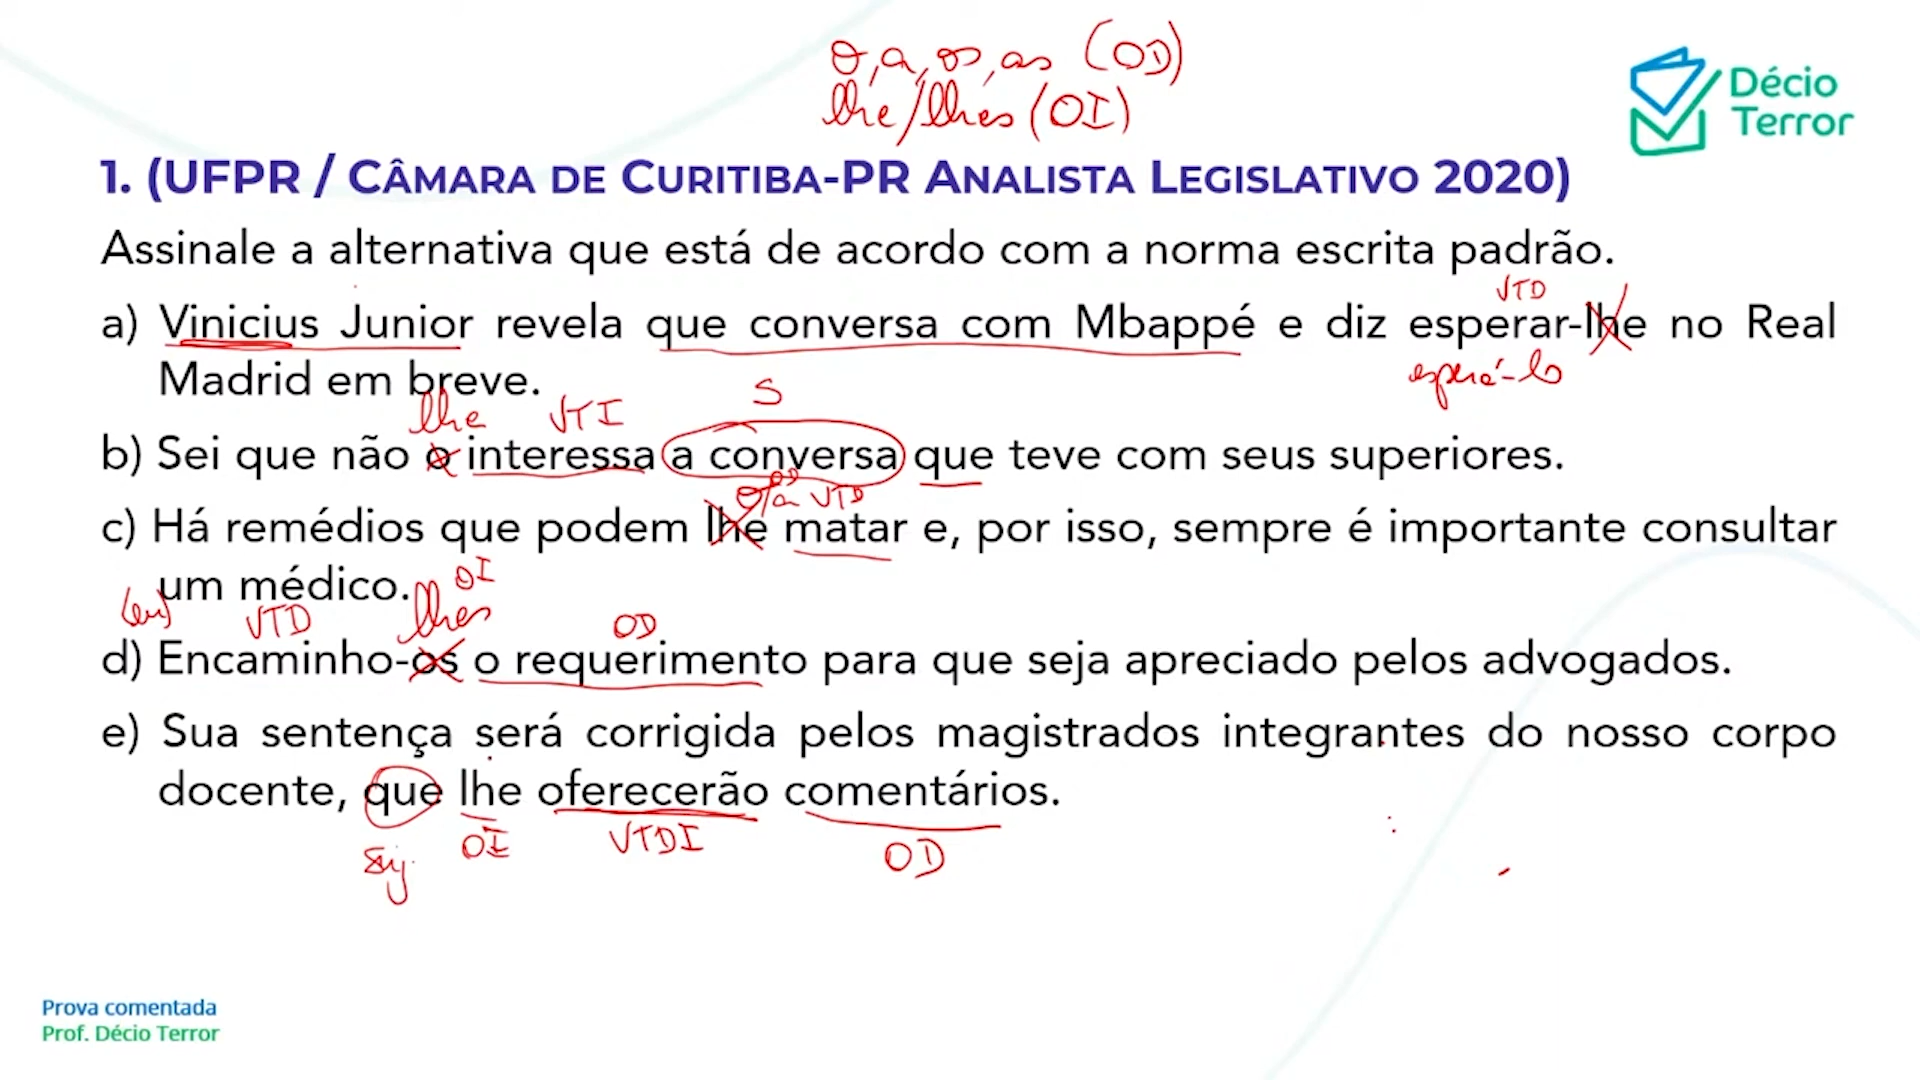 o, a, os, as (OD)
lhe/lhes (OI)
Décio
Terror
1. (UFPR / CÂMARA DE CURITIBA-PR ANALISTA LEGISLATIVO 2020)
Assinale a alternativa que está de acordo com a norma escrita padrão.
VTD
a) Vinicius Junior revela que conversa com Mbappé e diz esperar-lhe no Real
Madrid em breve.
esperá-lo
lhe VTI S
b) Sei que não o interessa a conversa que teve com seus superiores.
OD
o/a VTD
c) Há remédios que podem lhe matar e, por isso, sempre é importante consultar
um médico.
OI
(eu) VTD lhes OD
d) Encaminho-os o requerimento para que seja apreciado pelos advogados.
e) Sua sentença será corrigida pelos magistrados integrantes do nosso corpo
docente, que lhe oferecerão comentários.
Suj. OI VTDI OD
Prova comentada
Prof. Décio Terror